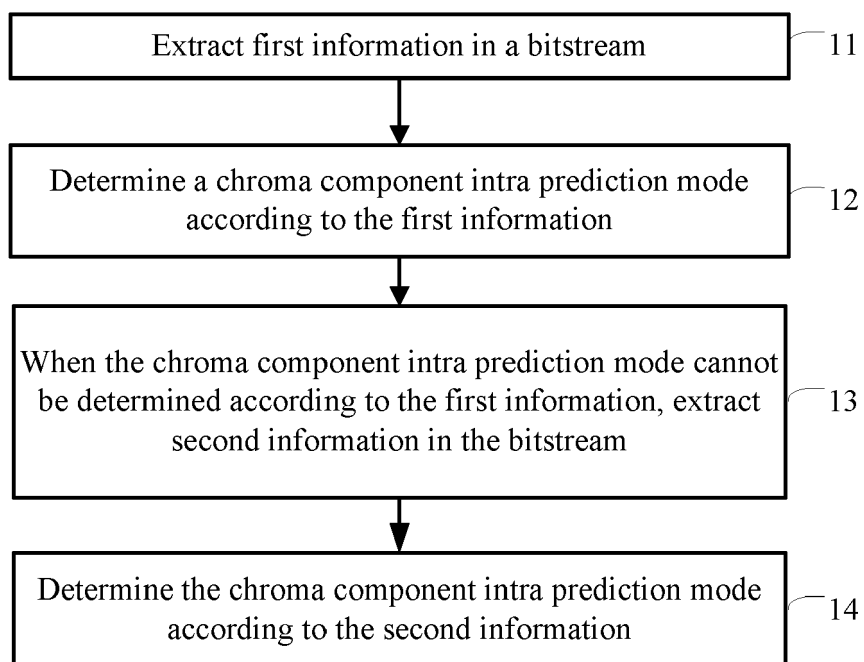 Extract first information in a bitstream
11
Determine a chroma component intra prediction mode
according to the first information
12
When the chroma component intra prediction mode cannot
be determined according to the first information, extract
second information in the bitstream
13
Determine the chroma component intra prediction mode
according to the second information
14